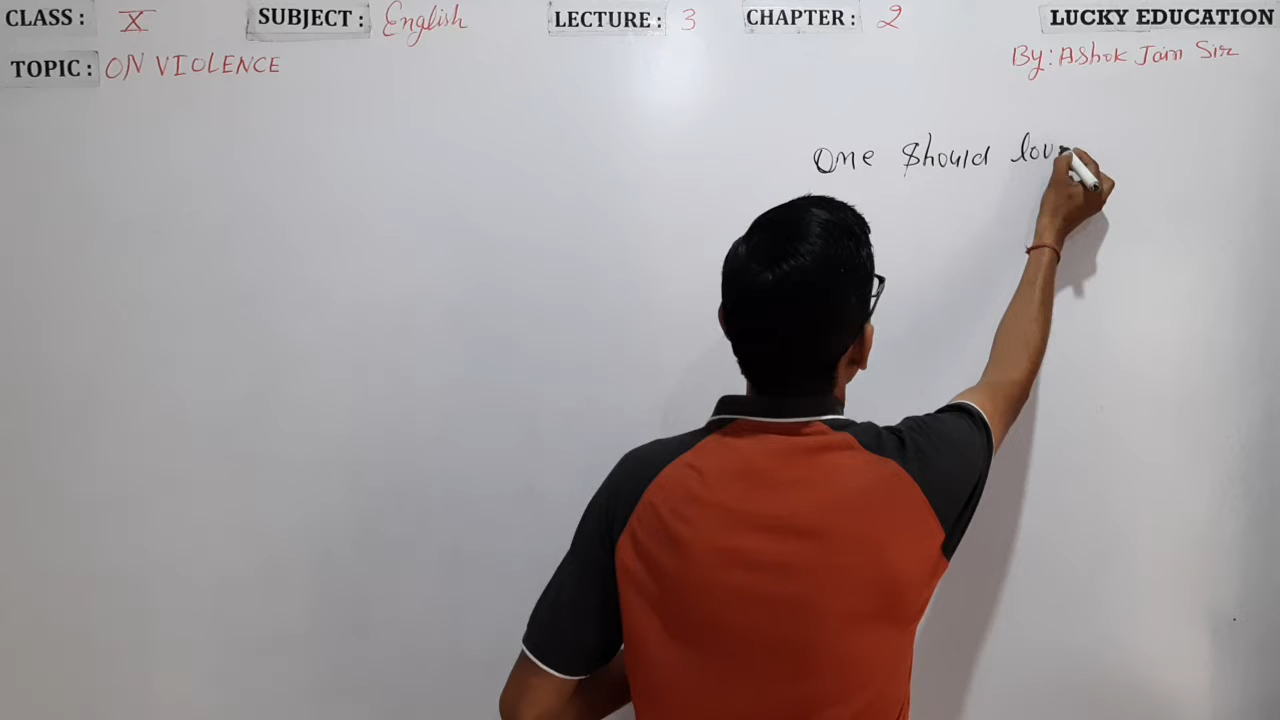 CLASS : X SUBJECT : English LECTURE : 3 CHAPTER : 2 LUCKY EDUCATION
TOPIC : ON VIOLENCE By: Ashok Jain Sir
One should lov